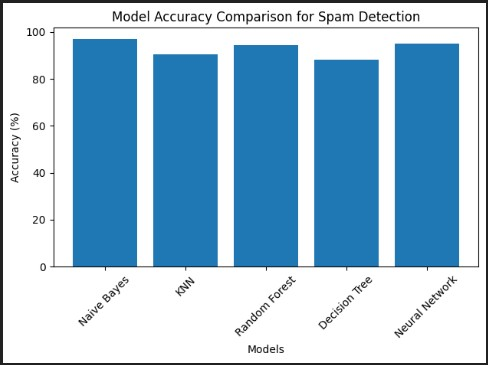 Model Accuracy Comparison for Spam Detection
100
80
60
40
20
0
Accuracy (%)
Naive Bayes
KNN
Random Forest
Decision Tree
Neural Network
Models